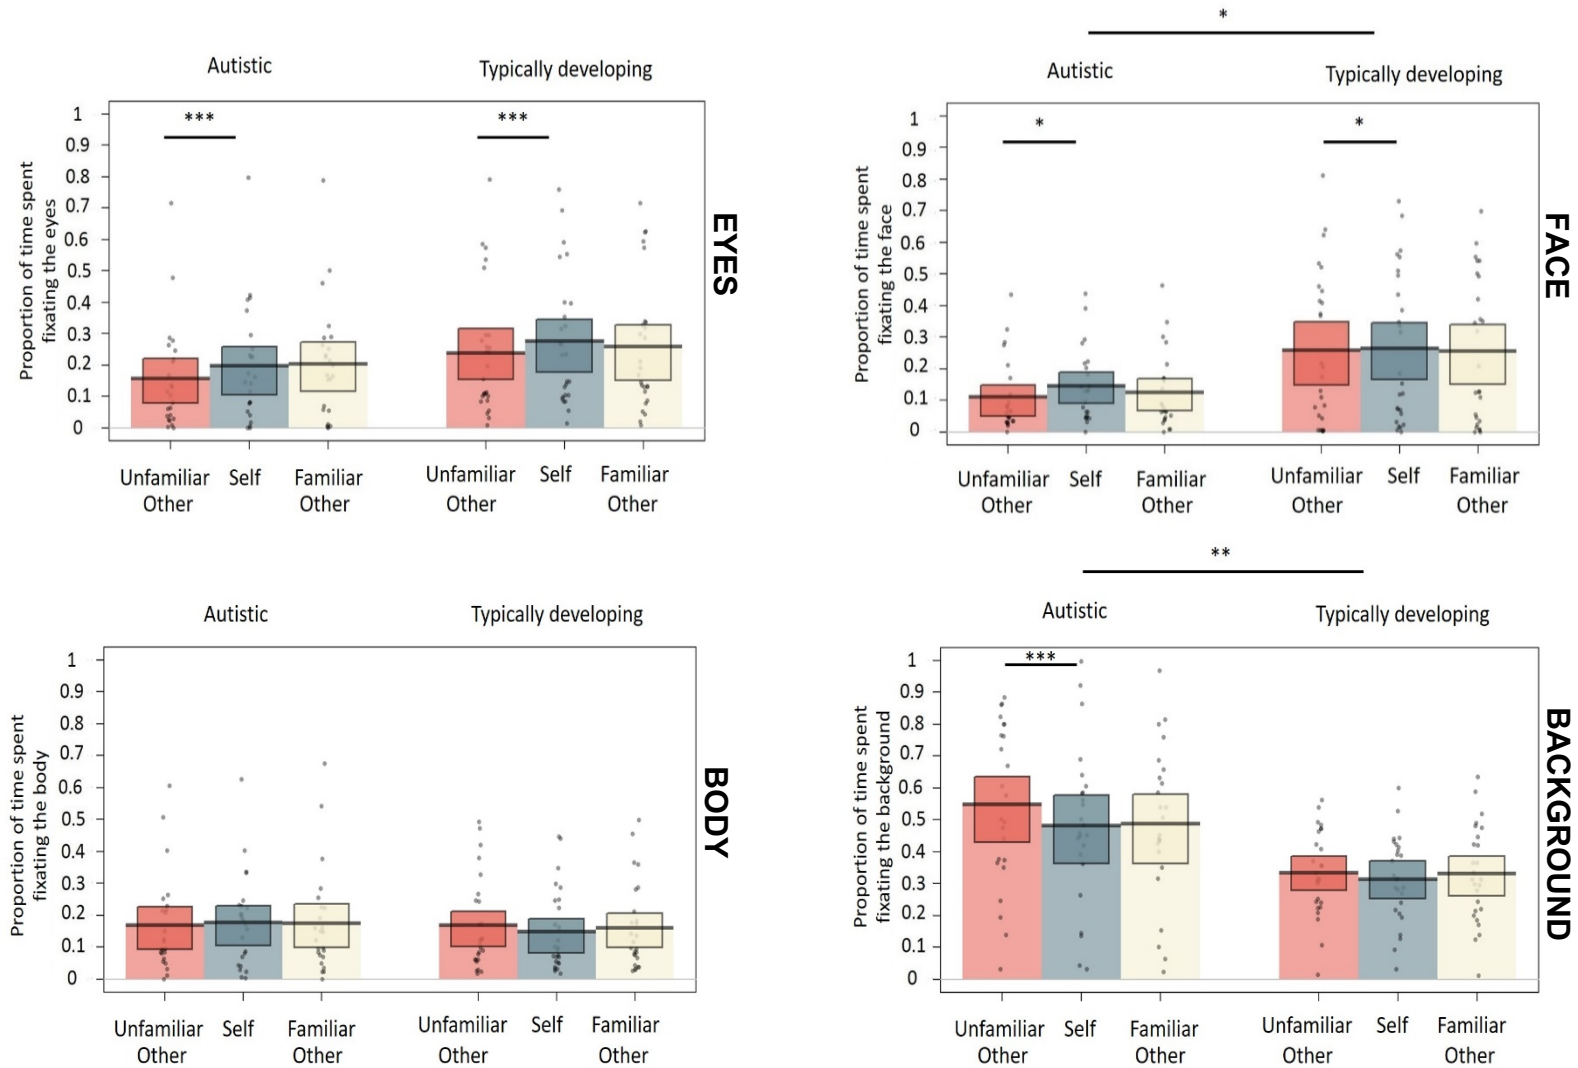 Autistic
Typically developing
***
***
1
0.9
0.8
0.7
0.6
0.5
0.4
0.3
0.2
0.1
0
Proportion of time spent
fixating the eyes
Unfamiliar
Other
Self
Familiar
Other
Unfamiliar
Other
Self
Familiar
Other
EYES
*
Autistic
Typically developing
*
*
1
0.9
0.8
0.7
0.6
0.5
0.4
0.3
0.2
0.1
0
Proportion of time spent
fixating the face
Unfamiliar
Other
Self
Familiar
Other
Unfamiliar
Other
Self
Familiar
Other
FACE
Autistic
Typically developing
1
0.9
0.8
0.7
0.6
0.5
0.4
0.3
0.2
0.1
0
Proportion of time spent
fixating the body
Unfamiliar
Other
Self
Familiar
Other
Unfamiliar
Other
Self
Familiar
Other
BODY
**
Autistic
Typically developing
***
1
0.9
0.8
0.7
0.6
0.5
0.4
0.3
0.2
0.1
0
Proportion of time spent
fixating the background
Unfamiliar
Other
Self
Familiar
Other
Unfamiliar
Other
Self
Familiar
Other
BACKGROUND